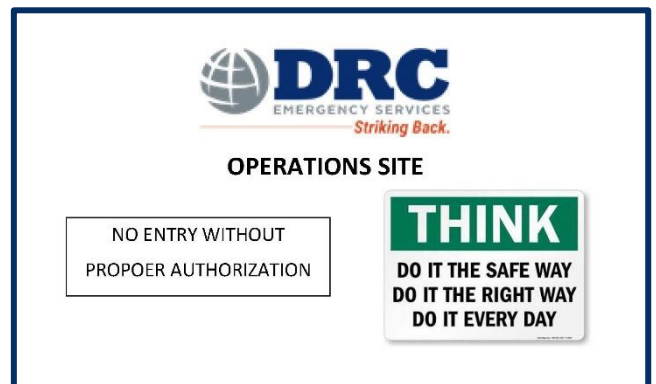 DRC
EMERGENCY SERVICES
Striking Back.
OPERATIONS SITE
NO ENTRY WITHOUT
PROPOER AUTHORIZATION
THINK
DO IT THE SAFE WAY
DO IT THE RIGHT WAY
DO IT EVERY DAY